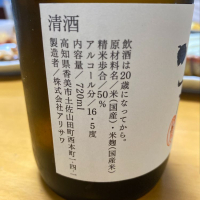 清酒
飲酒は20歳になってから。
原材料名／米（国産）・米麹（国産米）
精米歩合／50%
アルコール分／16.5度
内容量／720ml
高知県香美市土佐山田町西本町一-四-
製造者／株式会社アリサワ